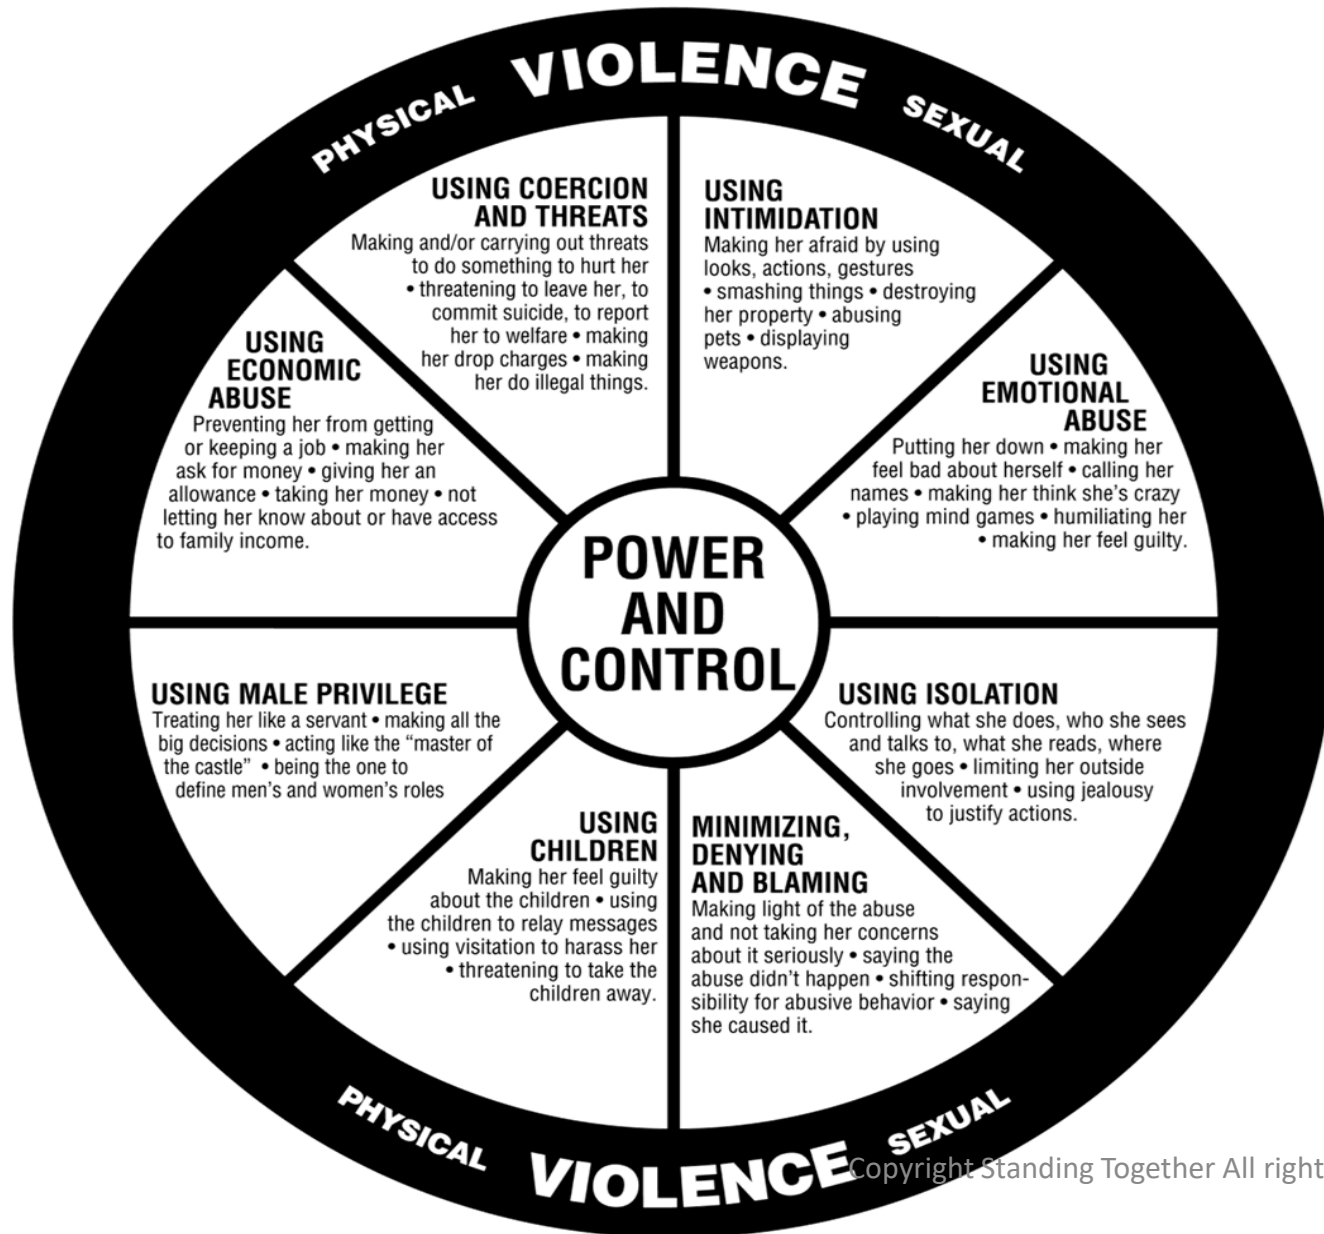 PHYSICAL VIOLENCE SEXUAL
USING COERCION
AND THREATS
Making and/or carrying out threats
to do something to hurt her
• threatening to leave her, to
commit suicide, to report
her to welfare • making
her drop charges • making
her do illegal things.
USING
INTIMIDATION
Making her afraid by using
looks, actions, gestures
• smashing things • destroying
her property • abusing
pets • displaying
weapons.
USING
ECONOMIC
ABUSE
Preventing her from getting
or keeping a job • making her
ask for money • giving her an
allowance • taking her money • not
letting her know about or have access
to family income.
USING
EMOTIONAL
ABUSE
Putting her down • making her
feel bad about herself • calling her
names • making her think she's crazy
• playing mind games • humiliating her
• making her feel guilty.
POWER
AND
CONTROL
USING MALE PRIVILEGE
Treating her like a servant • making all the
big decisions • acting like the “master of
the castle” • being the one to
define men's and women's roles
USING ISOLATION
Controlling what she does, who she sees
and talks to, what she reads, where
she goes • limiting her outside
involvement • using jealousy
to justify actions.
USING
CHILDREN
Making her feel guilty
about the children • using
the children to relay messages
• using visitation to harass her
• threatening to take the
children away.
MINIMIZING,
DENYING
AND BLAMING
Making light of the abuse
and not taking her concerns
about it seriously • saying the
abuse didn't happen • shifting respon-
sibility for abusive behavior • saying
she caused it.
PHYSICAL VIOLENCE SEXUAL
Copyright Standing Together All right